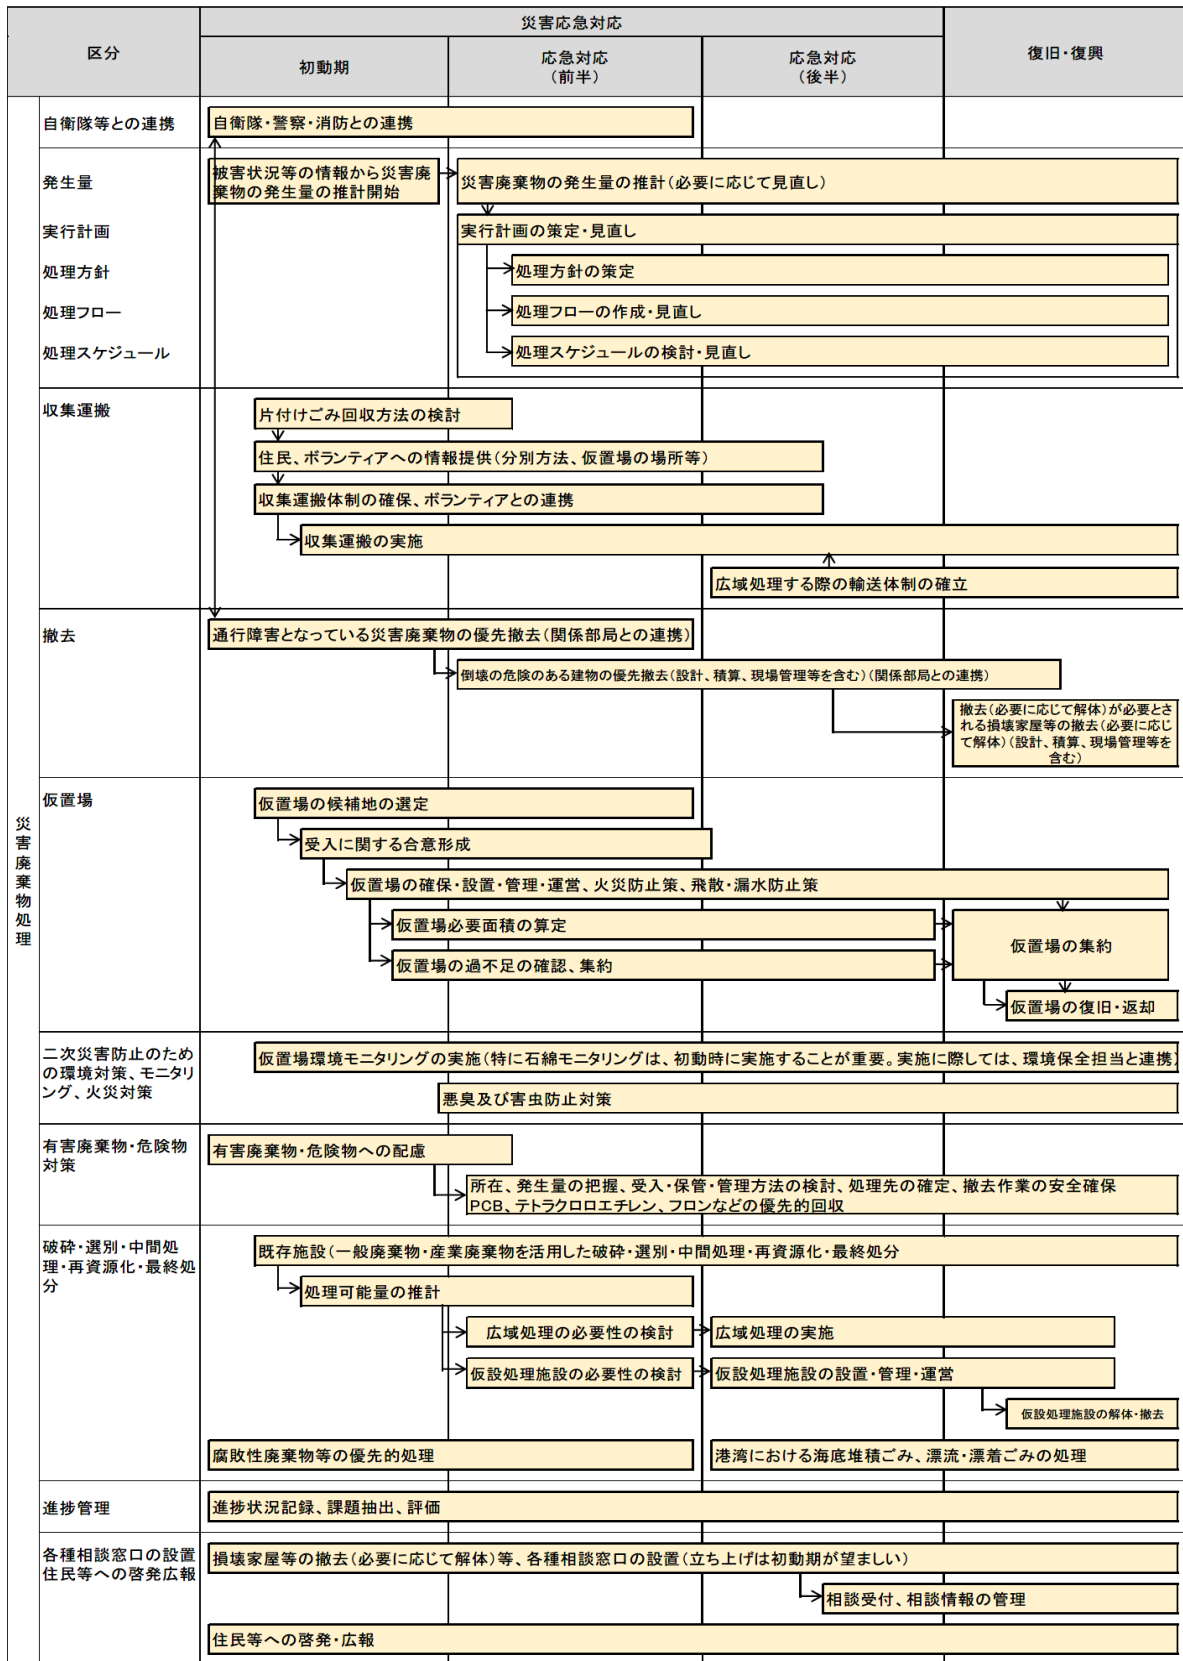 区分
災害応急対応
初動期
応急対応
(前半)
応急対応
(後半)
復旧・復興
災害廃棄物処理
自衛隊等との連携
自衛隊・警察・消防との連携
発生量
被害状況等の情報から災害廃
棄物の発生量の推計開始
災害廃棄物の発生量の推計(必要に応じて見直し)
実行計画
実行計画の策定・見直し
処理方針
処理方針の策定
処理フロー
処理フローの作成・見直し
処理スケジュール
処理スケジュールの検討・見直し
収集運搬
片付けごみ回収方法の検討
住民、ボランティアへの情報提供(分別方法、仮置場の場所等)
収集運搬体制の確保、ボランティアとの連携
収集運搬の実施
広域処理する際の輸送体制の確立
撤去
通行障害となっている災害廃棄物の優先撤去(関係部局との連携)
倒壊の危険のある建物の優先撤去(設計、積算、現場管理等を含む)(関係部局との連携)
撤去(必要に応じて解体)が必要とさ
れる損壊家屋等の撤去(必要に応じ
て解体)(設計、積算、現場管理等を
含む)
仮置場
仮置場の候補地の選定
受入に関する合意形成
仮置場の確保・設置・管理・運営、火災防止策、飛散・漏水防止策
仮置場必要面積の算定
仮置場の過不足の確認、集約
仮置場の集約
仮置場の復旧・返却
二次災害防止のため
の環境対策、モニタリ
ング、火災対策
仮置場環境モニタリングの実施(特に石綿モニタリングは、初動時に実施することが重要。実施に際しては、環境保全担当と連携)
悪臭及び害虫防止対策
有害廃棄物・危険物
対策
有害廃棄物・危険物への配慮
所在、発生量の把握、受入・保管・管理方法の検討、処理先の確定、撤去作業の安全確保
PCB、テトラクロロエチレン、フロンなどの優先的回収
破砕・選別・中間処
理・再資源化・最終処
分
既存施設(一般廃棄物・産業廃棄物を活用した破砕・選別・中間処理・再資源化・最終処分
処理可能量の推計
広域処理の必要性の検討
広域処理の実施
仮設処理施設の必要性の検討
仮設処理施設の設置・管理・運営
仮設処理施設の解体・撤去
腐敗性廃棄物等の優先的処理
港湾における海底堆積ごみ、漂流・漂着ごみの処理
進捗管理
進捗状況記録、課題抽出、評価
各種相談窓口の設置
住民等への啓発広報
損壊家屋等の撤去(必要に応じて解体)等、各種相談窓口の設置(立ち上げは初動期が望ましい)
相談受付、相談情報の管理
住民等への啓発・広報